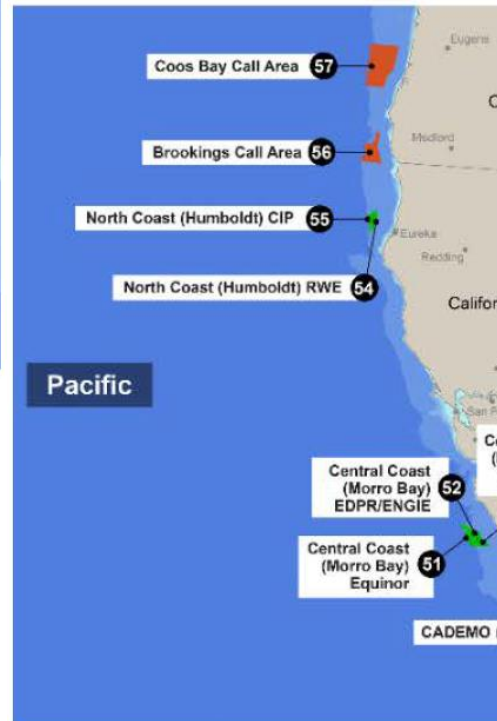 Eugene
Coos Bay Call Area 57
Medford
Brookings Call Area 56
North Coast (Humboldt) CIP 55
Eureka
Redding
North Coast (Humboldt) RWE 54
Califor
Pacific
San F
Central Coast
(Morro Bay)
EDPR/ENGIE
52
Central Coast
(Morro Bay)
Equinor
51
CADEMO